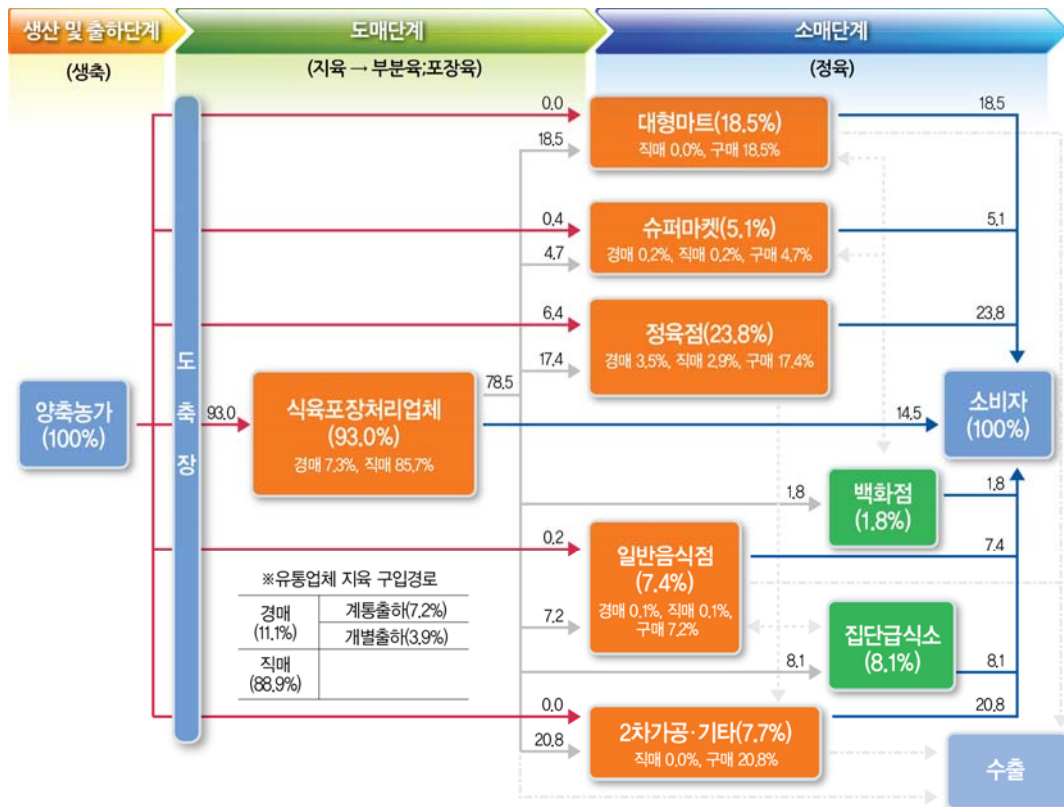 생산 및 출하단계
도매단계
소매단계
(생축)
(지육 → 부분육;포장육)
(정육)
0.0
18.5
대형마트(18.5%)
직매 0.0%, 구매 18.5%
18.5
0.4
4.7
슈퍼마켓(5.1%)
경매 0.2%, 직매 0.2%, 구매 4.7%
5.1
6.4
17.4
정육점(23.8%)
경매 3.5%, 직매 2.9%, 구매 17.4%
23.8
양축농가
(100%)
도축장
93.0
식육포장처리업체
(93.0%)
경매 7.3%, 직매 85.7%
78.5
14.5
소비자
(100%)
1.8
백화점
(1.8%)
1.8
0.2
7.2
일반음식점
(7.4%)
경매 0.1%, 직매 0.1%,
구매 7.2%
7.4
※유통업체 지육 구입경로
경매
(11.1%)
계통출하(7.2%)
개별출하(3.9%)
직매
(88.9%)
8.1
집단급식소
(8.1%)
8.1
0.0
20.8
2차가공·기타(7.7%)
직매 0.0%, 구매 20.8%
20.8
수출